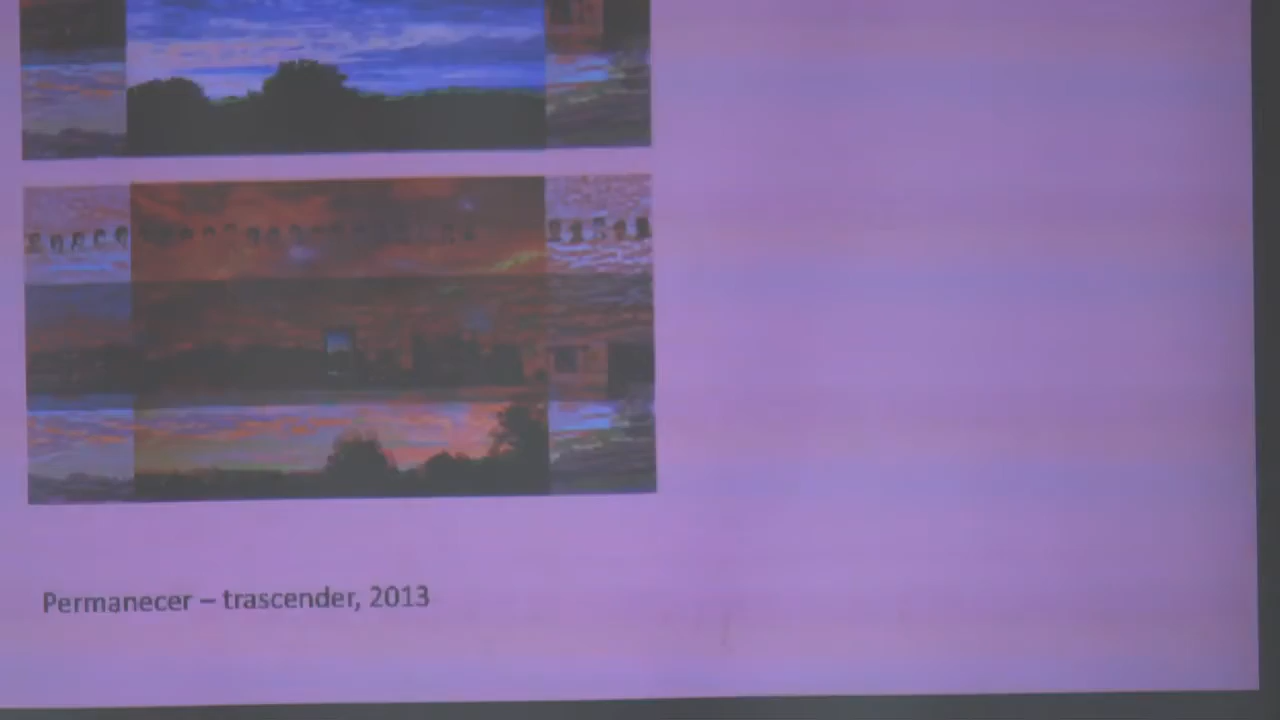 Permanecer – trascender, 2013